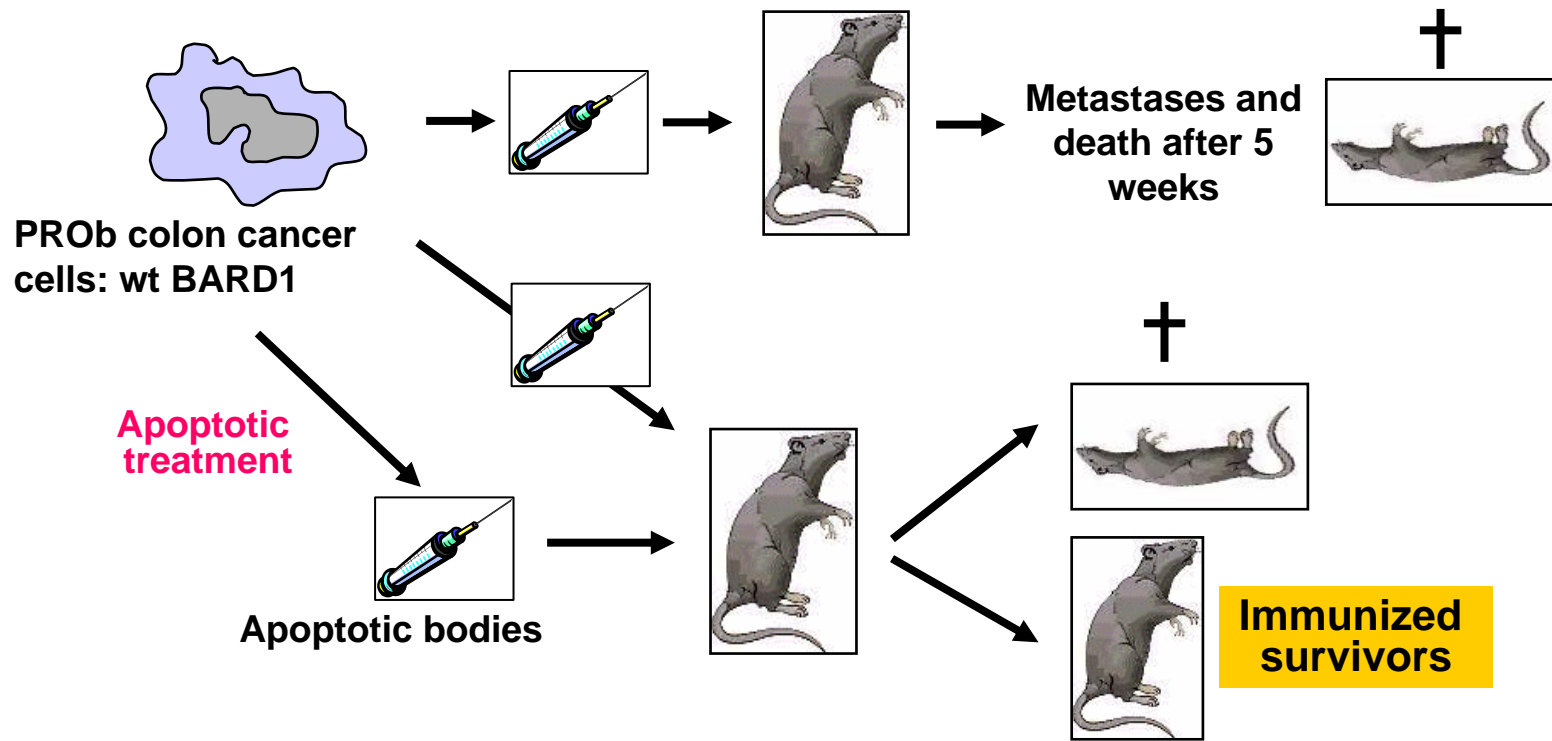 Metastases and
death after 5
weeks
PROb colon cancer
cells: wt BARD1
Apoptotic
treatment
Apoptotic bodies
Immunized
survivors